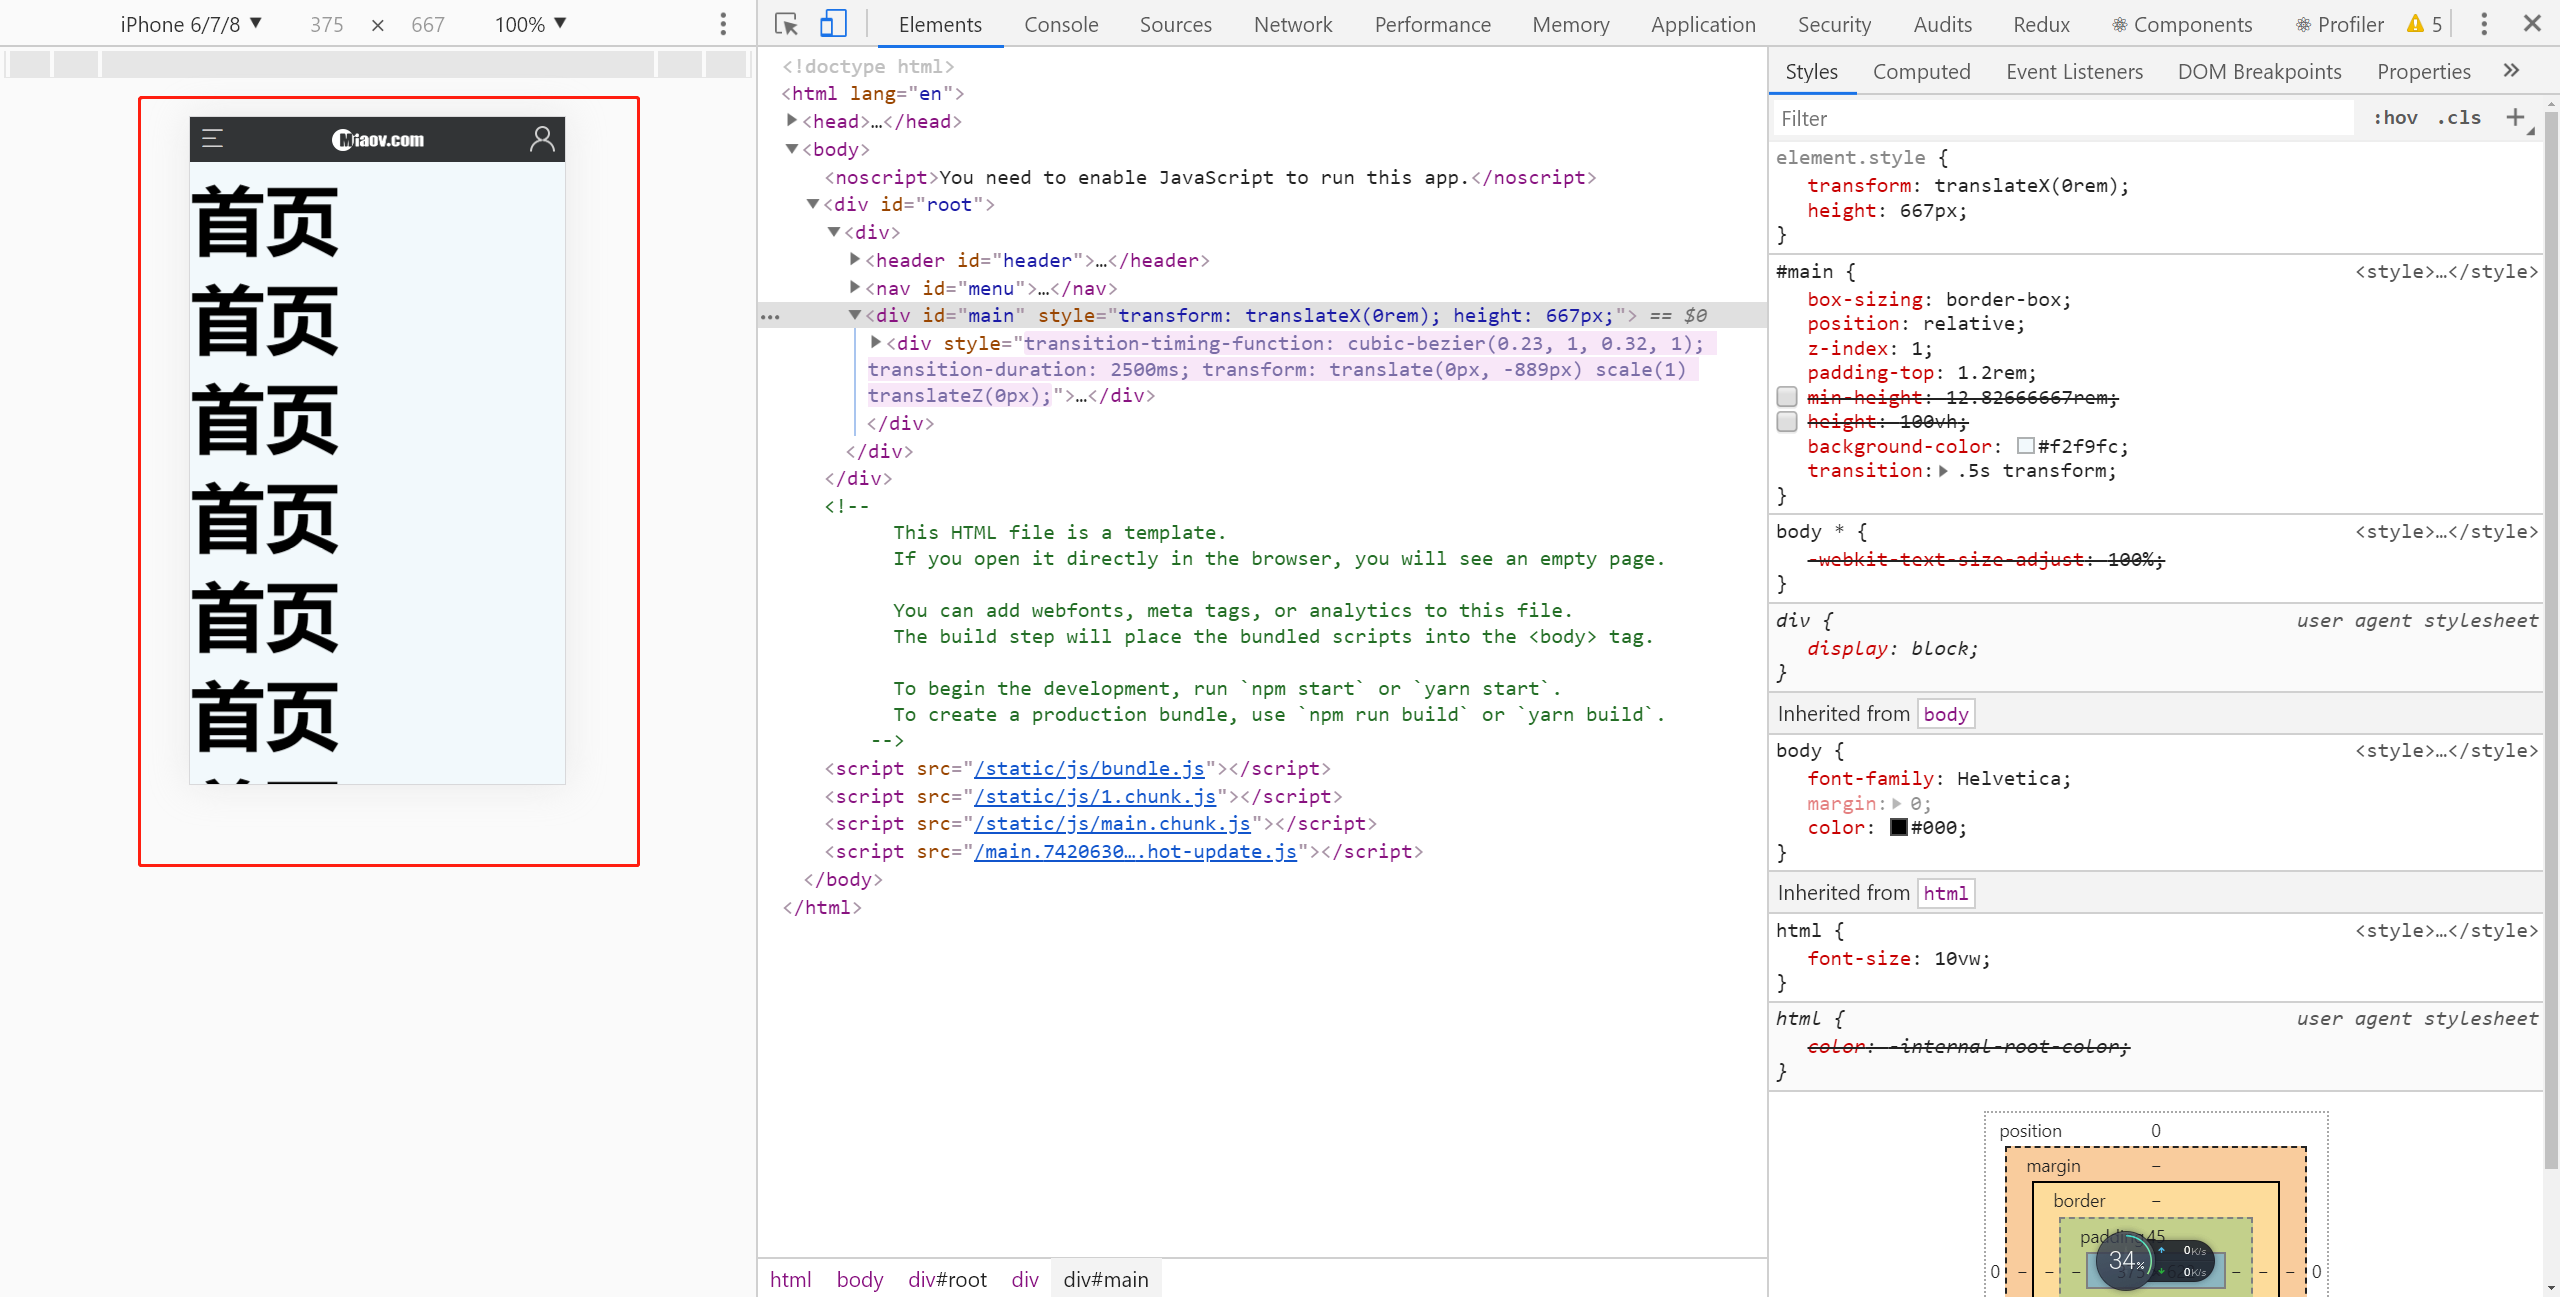 iPhone 6/7/8 ▼ 375 × 667 100% ▼
Elements Console Sources Network Performance Memory Application Security Audits Redux Components Profiler 5
Miaov.com
首页
首页
首页
首页
首页
首页
<!doctype html>
<html lang="en">
<head>…</head>
<body>
<noscript>You need to enable JavaScript to run this app.</noscript>
<div id="root">
<div>
<header id="header">…</header>
<nav id="menu">…</nav>
<div id="main" style="transform: translateX(0rem); height: 667px;"> == $0
<div style="transition-timing-function: cubic-bezier(0.23, 1, 0.32, 1);
transition-duration: 2500ms; transform: translate(0px, -889px) scale(1)
translateZ(0px);">…</div>
</div>
</div>
</div>
<!--
This HTML file is a template.
If you open it directly in the browser, you will see an empty page.
You can add webfonts, meta tags, or analytics to this file.
The build step will place the bundled scripts into the <body> tag.
To begin the development, run `npm start` or `yarn start`.
To create a production bundle, use `npm run build` or `yarn build`.
-->
<script src="/static/js/bundle.js"></script>
<script src="/static/js/1.chunk.js"></script>
<script src="/static/js/main.chunk.js"></script>
<script src="/main.7420630….hot-update.js"></script>
</body>
</html>
html body div#root div div#main
Styles Computed Event Listeners DOM Breakpoints Properties »
Filter :hov .cls +
element.style {
transform: translateX(0rem);
height: 667px;
}
#main { <style>…</style>
box-sizing: border-box;
position: relative;
z-index: 1;
padding-top: 1.2rem;
min-height: 12.82666667rem;
height: 100vh;
background-color: #f2f9fc;
transition: .5s transform;
}
body * { <style>…</style>
-webkit-text-size-adjust: 100%;
}
div { user agent stylesheet
display: block;
}
Inherited from body
body { <style>…</style>
font-family: Helvetica;
margin: 0;
color: #000;
}
Inherited from html
html { <style>…</style>
font-size: 10vw;
}
html { user agent stylesheet
color: -internal-root-color;
}
position 0
margin –
border –
padding 45
34% 0K/s
0K/s
0 – – – – – – 0